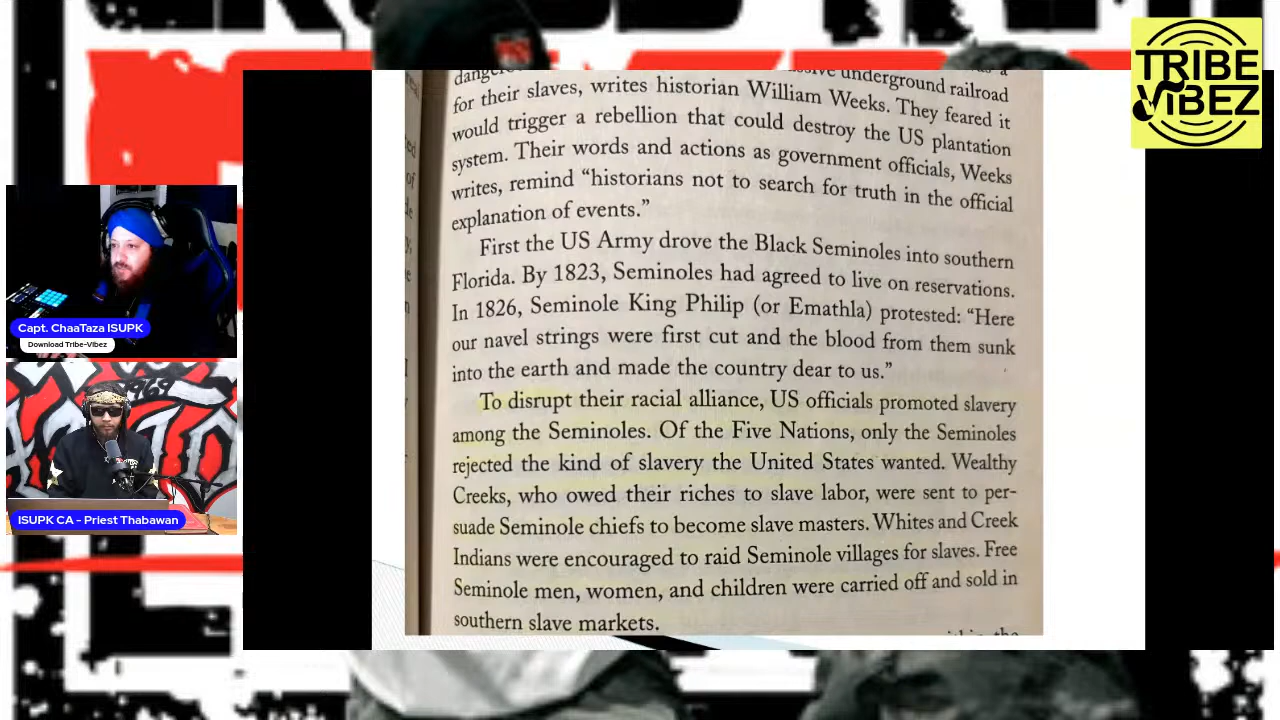 TRIBE
VIBEZ
underground railroad
for their slaves, writes historian William Weeks. They feared it
would trigger a rebellion that could destroy the US plantation
system. Their words and actions as government officials, Weeks
writes, remind “historians not to search for truth in the official
explanation of events.”
First the US Army drove the Black Seminoles into southern
Florida. By 1823, Seminoles had agreed to live on reservations.
In 1826, Seminole King Philip (or Emathla) protested: “Here
our navel strings were first cut and the blood from them sunk
into the earth and made the country dear to us.”
To disrupt their racial alliance, US officials promoted slavery
among the Seminoles. Of the Five Nations, only the Seminoles
rejected the kind of slavery the United States wanted. Wealthy
Creeks, who owed their riches to slave labor, were sent to per-
suade Seminole chiefs to become slave masters. Whites and Creek
Indians were encouraged to raid Seminole villages for slaves. Free
Seminole men, women, and children were carried off and sold in
southern slave markets.
Capt. ChaaTaza ISUPK
Download Tribe-Vibez
1969
ISUPK CA - Priest Thabawan